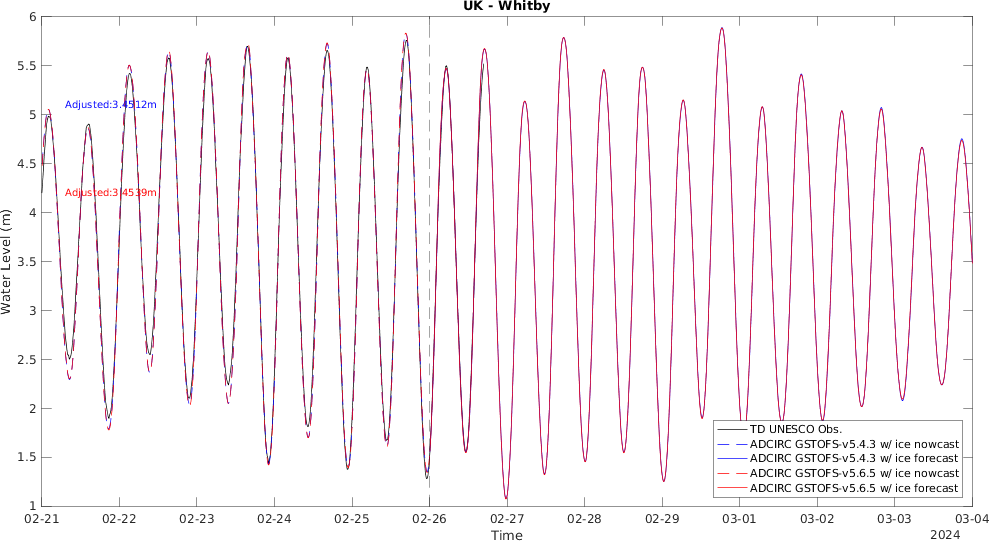 UK - Whitby
6
5.5
5
4.5
4
3.5
3
2.5
2
1.5
1
Water Level (m)
Adjusted:3.4512m
Adjusted:3.4539m
TD UNESCO Obs.
ADCIRC GSTOFS-v5.4.3 w/ ice nowcast
ADCIRC GSTOFS-v5.4.3 w/ ice forecast
ADCIRC GSTOFS-v5.6.5 w/ ice nowcast
ADCIRC GSTOFS-v5.6.5 w/ ice forecast
02-21 02-22 02-23 02-24 02-25 02-26 02-27 02-28 02-29 03-01 03-02 03-03 03-04
Time
2024